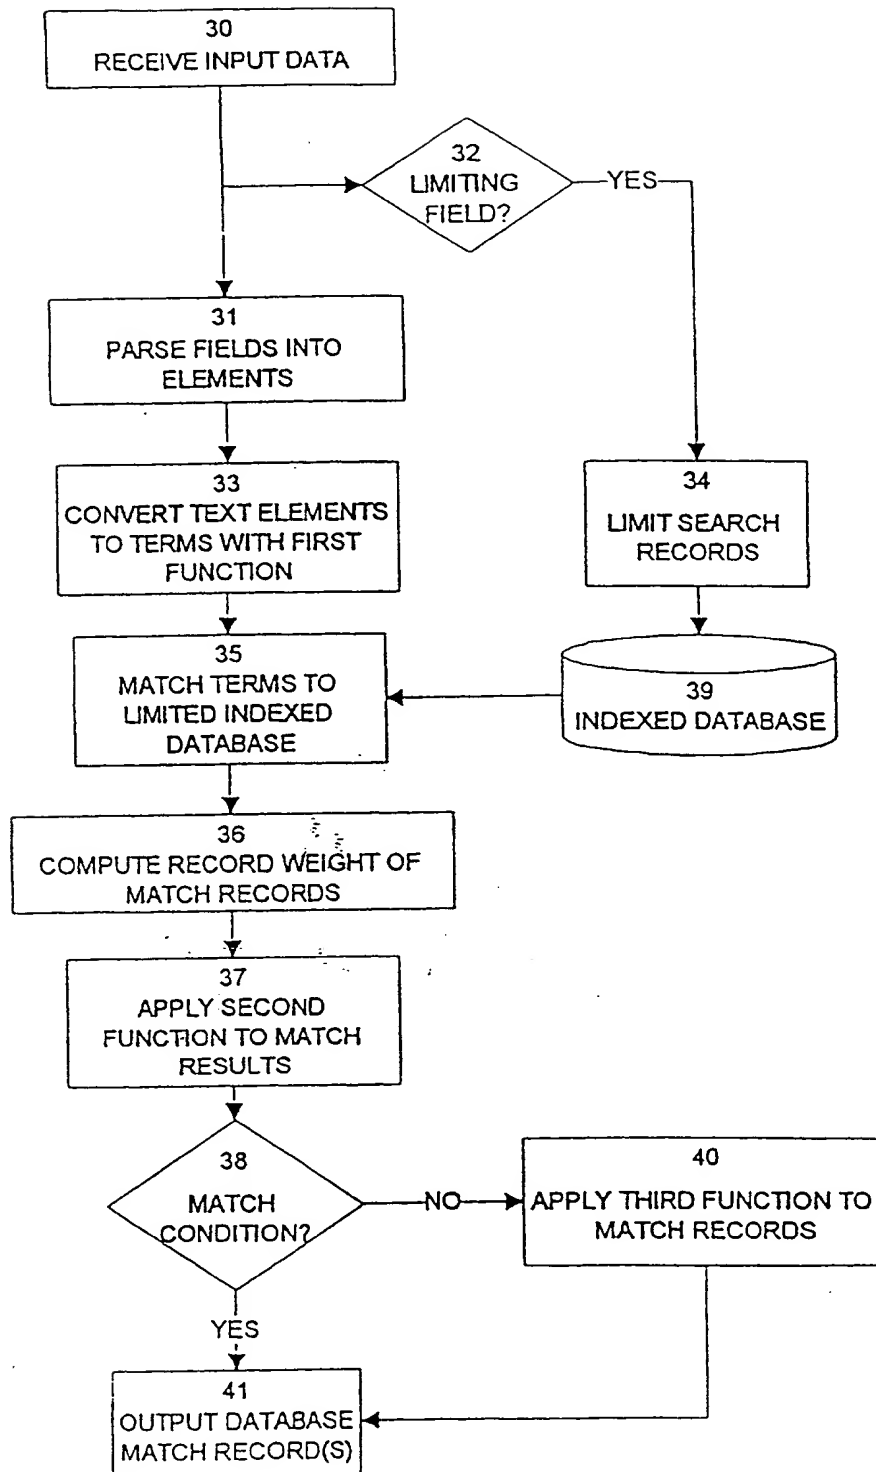 30
RECEIVE INPUT DATA
32
LIMITING
FIELD?
YES
31
PARSE FIELDS INTO
ELEMENTS
33
CONVERT TEXT ELEMENTS
TO TERMS WITH FIRST
FUNCTION
34
LIMIT SEARCH
RECORDS
35
MATCH TERMS TO
LIMITED INDEXED
DATABASE
39
INDEXED DATABASE
36
COMPUTE RECORD WEIGHT OF
MATCH RECORDS
37
APPLY SECOND
FUNCTION TO MATCH
RESULTS
38
MATCH
CONDITION?
NO
40
APPLY THIRD FUNCTION TO
MATCH RECORDS
YES
41
OUTPUT DATABASE
MATCH RECORD(S)